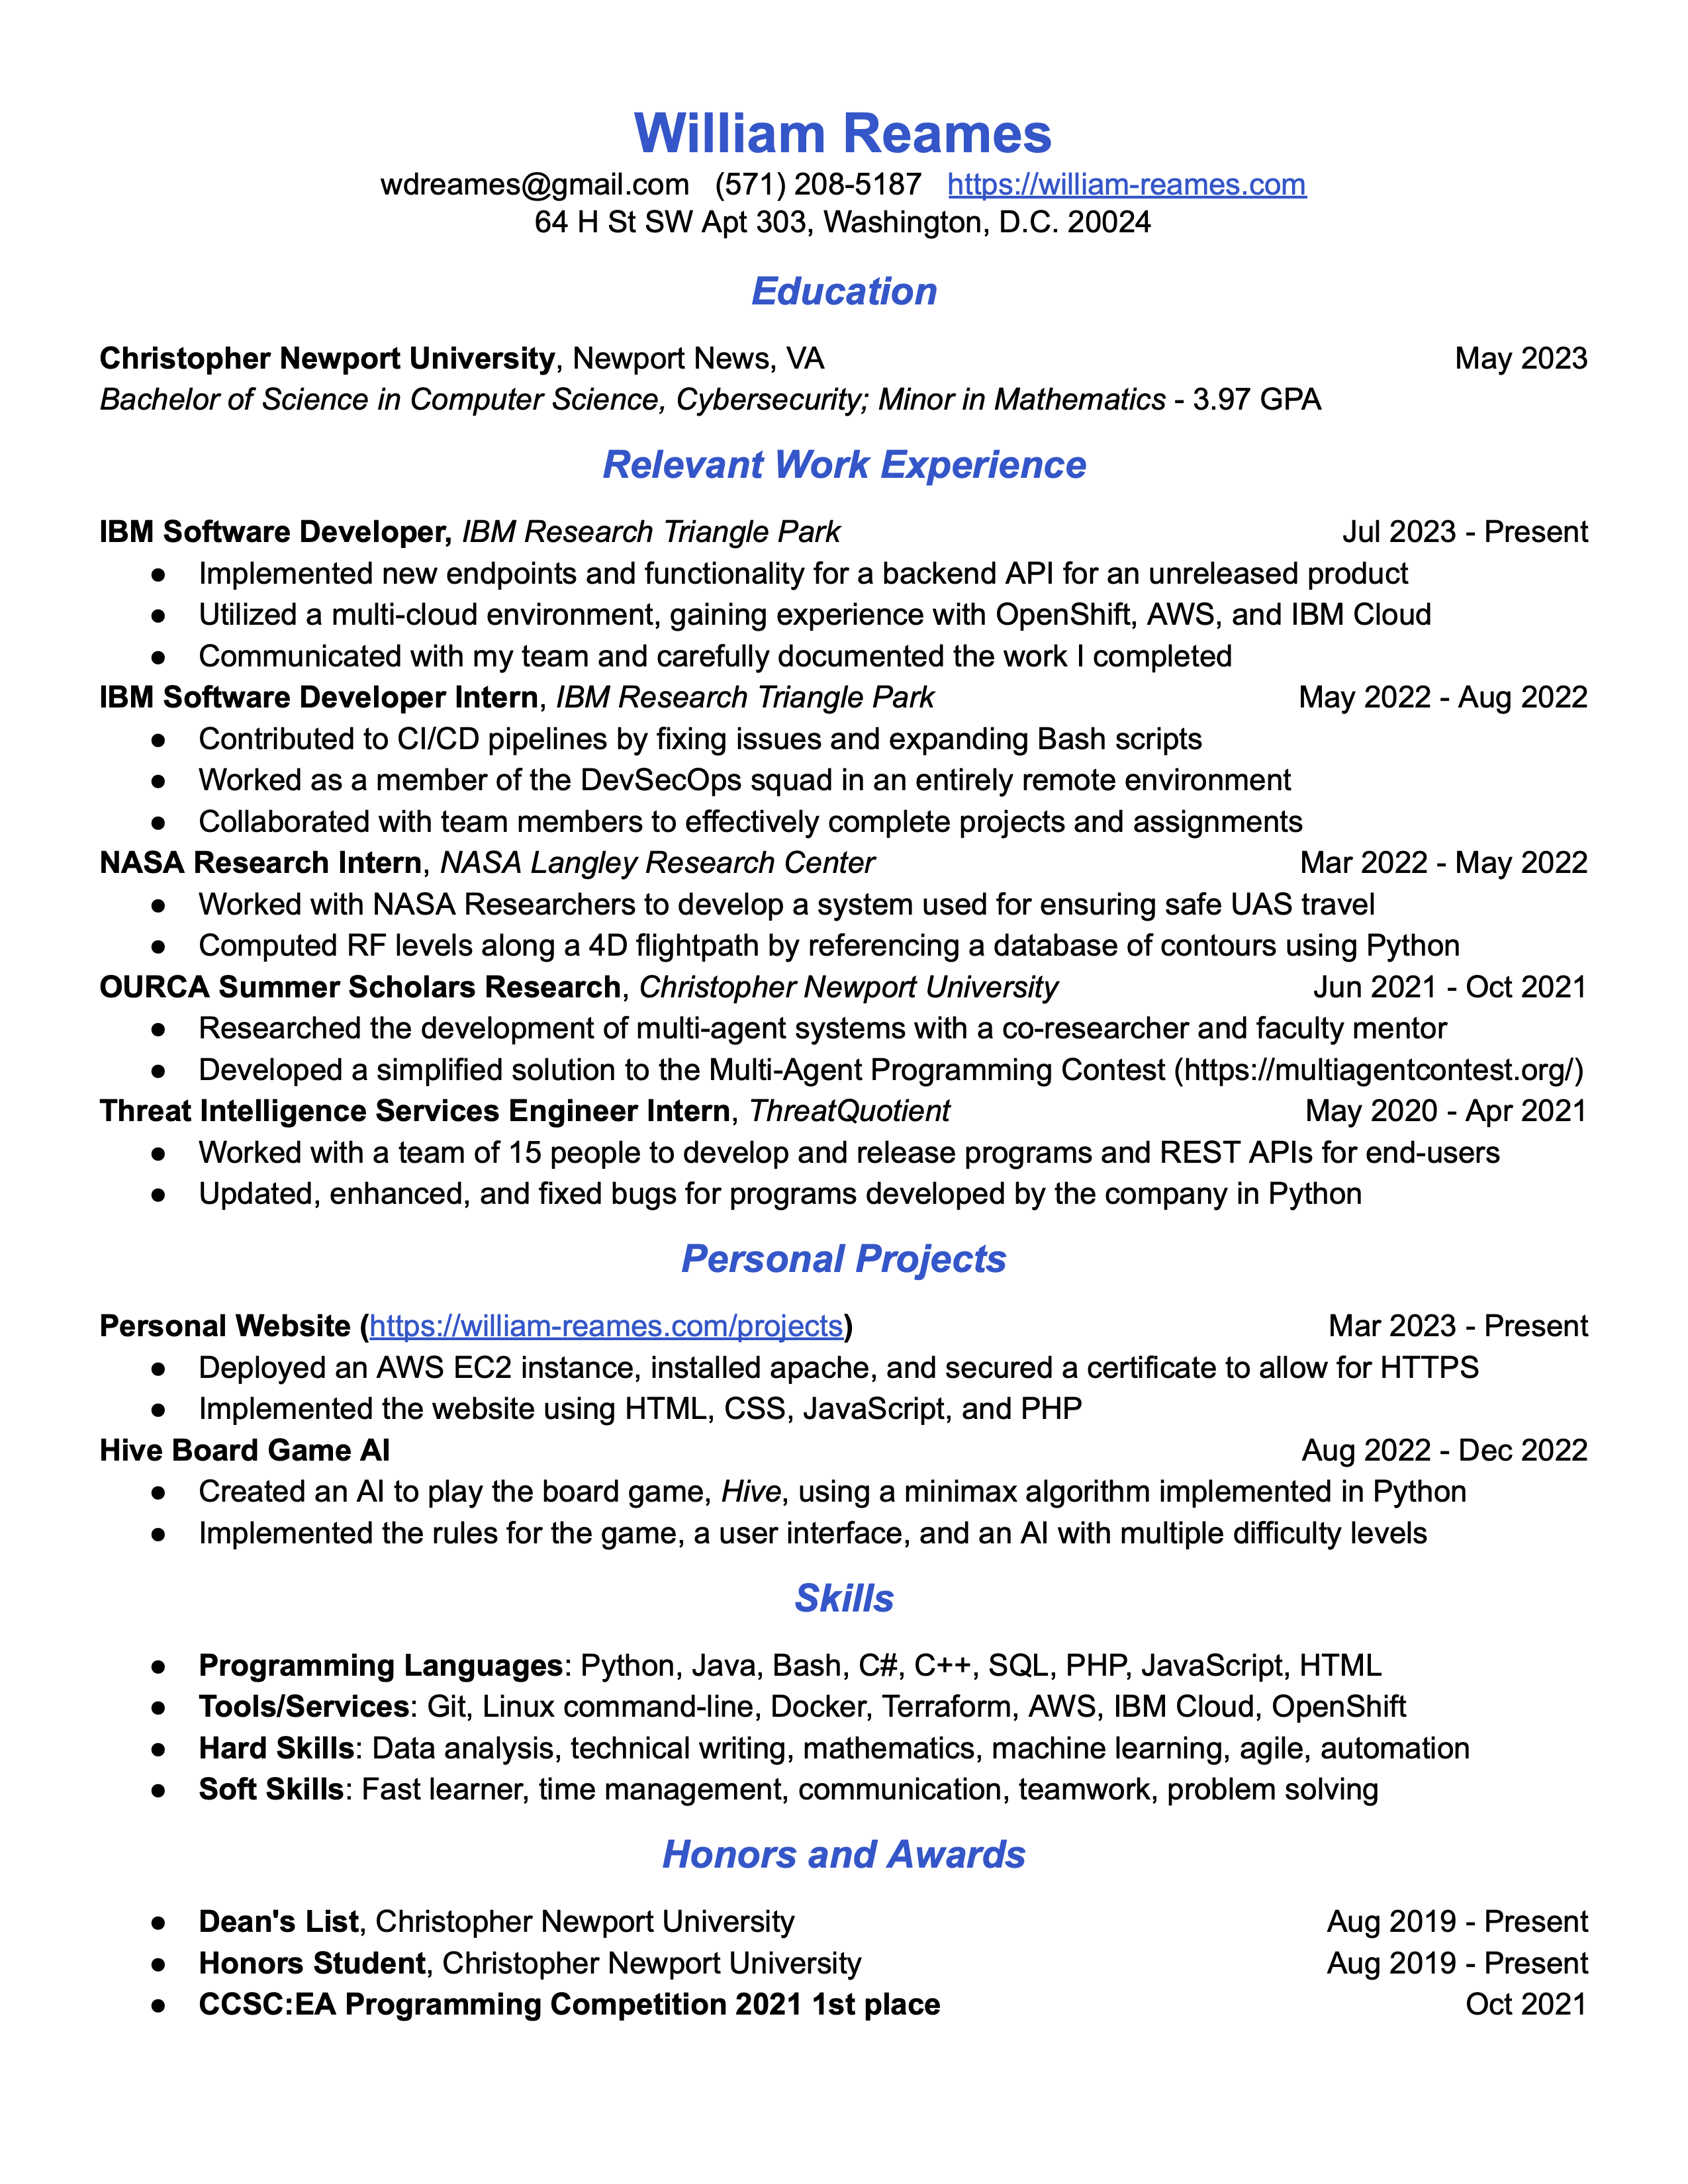 William Reames
wdreames@gmail.com (571) 208-5187 https://william-reames.com
64 H St SW Apt 303, Washington, D.C. 20024
Education
Christopher Newport University, Newport News, VA May 2023
Bachelor of Science in Computer Science, Cybersecurity; Minor in Mathematics - 3.97 GPA
Relevant Work Experience
IBM Software Developer, IBM Research Triangle Park Jul 2023 - Present
● Implemented new endpoints and functionality for a backend API for an unreleased product
● Utilized a multi-cloud environment, gaining experience with OpenShift, AWS, and IBM Cloud
● Communicated with my team and carefully documented the work I completed
IBM Software Developer Intern, IBM Research Triangle Park May 2022 - Aug 2022
● Contributed to CI/CD pipelines by fixing issues and expanding Bash scripts
● Worked as a member of the DevSecOps squad in an entirely remote environment
● Collaborated with team members to effectively complete projects and assignments
NASA Research Intern, NASA Langley Research Center Mar 2022 - May 2022
● Worked with NASA Researchers to develop a system used for ensuring safe UAS travel
● Computed RF levels along a 4D flightpath by referencing a database of contours using Python
OURCA Summer Scholars Research, Christopher Newport University Jun 2021 - Oct 2021
● Researched the development of multi-agent systems with a co-researcher and faculty mentor
● Developed a simplified solution to the Multi-Agent Programming Contest (https://multiagentcontest.org/)
Threat Intelligence Services Engineer Intern, ThreatQuotient May 2020 - Apr 2021
● Worked with a team of 15 people to develop and release programs and REST APIs for end-users
● Updated, enhanced, and fixed bugs for programs developed by the company in Python
Personal Projects
Personal Website (https://william-reames.com/projects) Mar 2023 - Present
● Deployed an AWS EC2 instance, installed apache, and secured a certificate to allow for HTTPS
● Implemented the website using HTML, CSS, JavaScript, and PHP
Hive Board Game AI Aug 2022 - Dec 2022
● Created an AI to play the board game, Hive, using a minimax algorithm implemented in Python
● Implemented the rules for the game, a user interface, and an AI with multiple difficulty levels
Skills
● Programming Languages: Python, Java, Bash, C#, C++, SQL, PHP, JavaScript, HTML
● Tools/Services: Git, Linux command-line, Docker, Terraform, AWS, IBM Cloud, OpenShift
● Hard Skills: Data analysis, technical writing, mathematics, machine learning, agile, automation
● Soft Skills: Fast learner, time management, communication, teamwork, problem solving
Honors and Awards
● Dean's List, Christopher Newport University Aug 2019 - Present
● Honors Student, Christopher Newport University Aug 2019 - Present
● CCSC:EA Programming Competition 2021 1st place Oct 2021